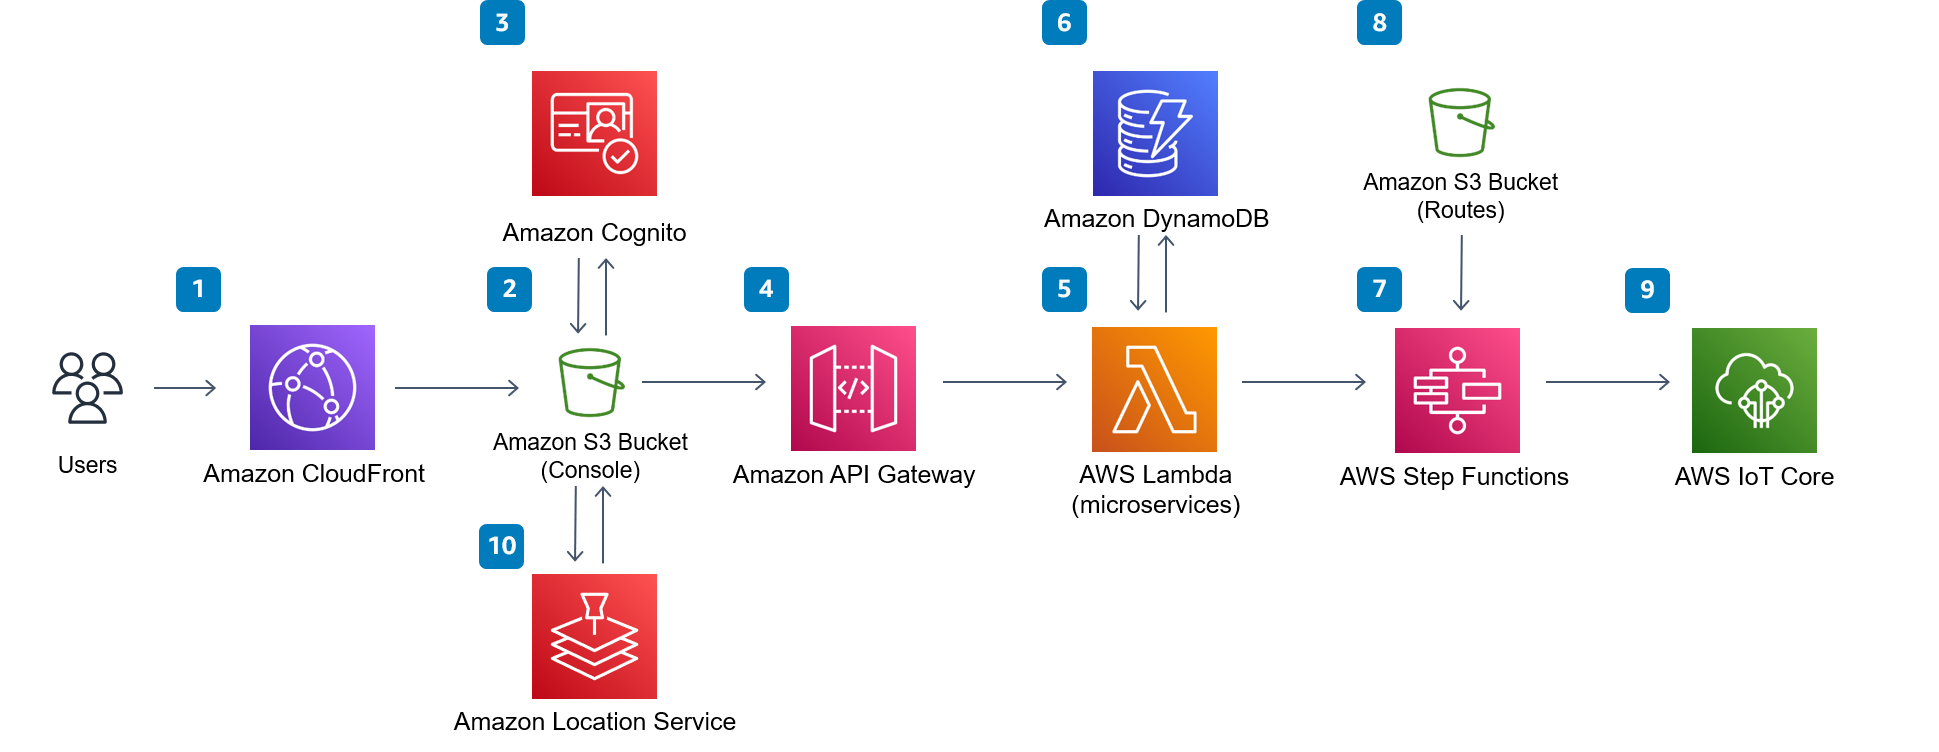 3
6
8
Amazon Cognito
Amazon DynamoDB
Amazon S3 Bucket
(Routes)
1
2
4
5
7
9
Users
Amazon CloudFront
Amazon S3 Bucket
(Console)
Amazon API Gateway
AWS Lambda
(microservices)
AWS Step Functions
AWS IoT Core
10
Amazon Location Service